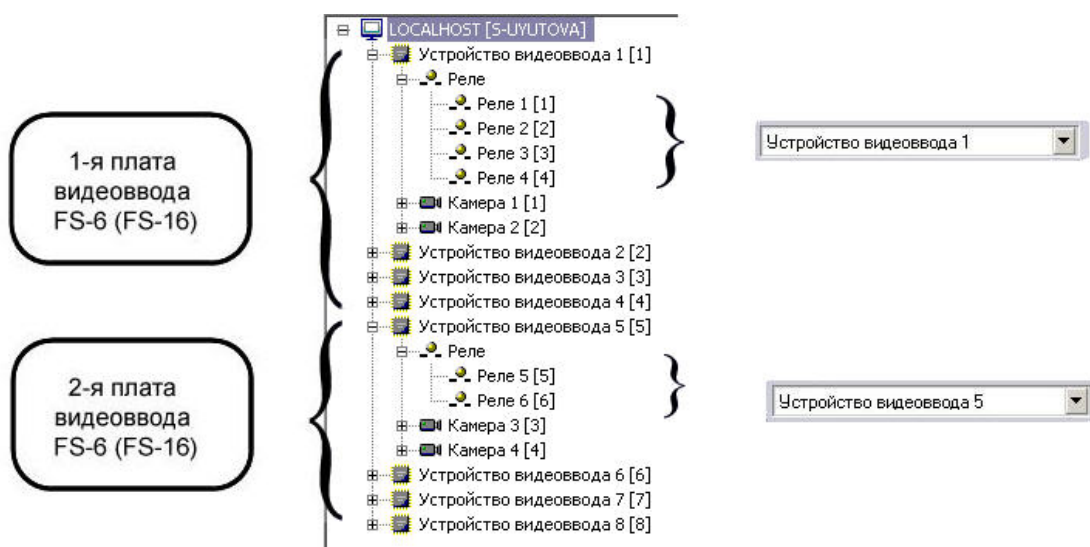 LOCALHOST [S-UYUTOVA]
Устройство видеоввода 1 [1]
Реле
Реле 1 [1]
Реле 2 [2]
Реле 3 [3]
Реле 4 [4]
Камера 1 [1]
Камера 2 [2]
Устройство видеоввода 2 [2]
Устройство видеоввода 3 [3]
Устройство видеоввода 4 [4]
Устройство видеоввода 5 [5]
Реле
Реле 5 [5]
Реле 6 [6]
Камера 3 [3]
Камера 4 [4]
Устройство видеоввода 6 [6]
Устройство видеоввода 7 [7]
Устройство видеоввода 8 [8]
1-я плата
видеоввода
FS-6 (FS-16)
2-я плата
видеоввода
FS-6 (FS-16)
Устройство видеоввода 1
Устройство видеоввода 5